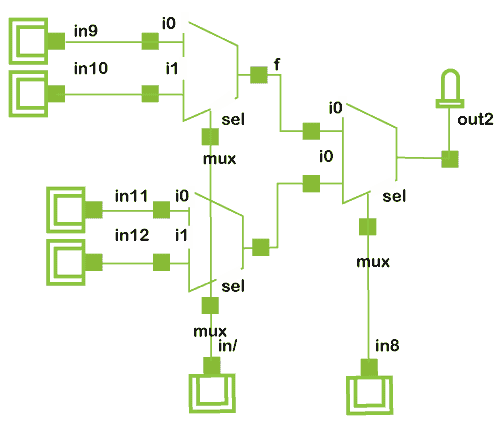 in9 i0
in10 i1
f
sel
mux
i0
i0
out2
in11 i0
in12 i1
sel
sel
mux
mux
in/
in8